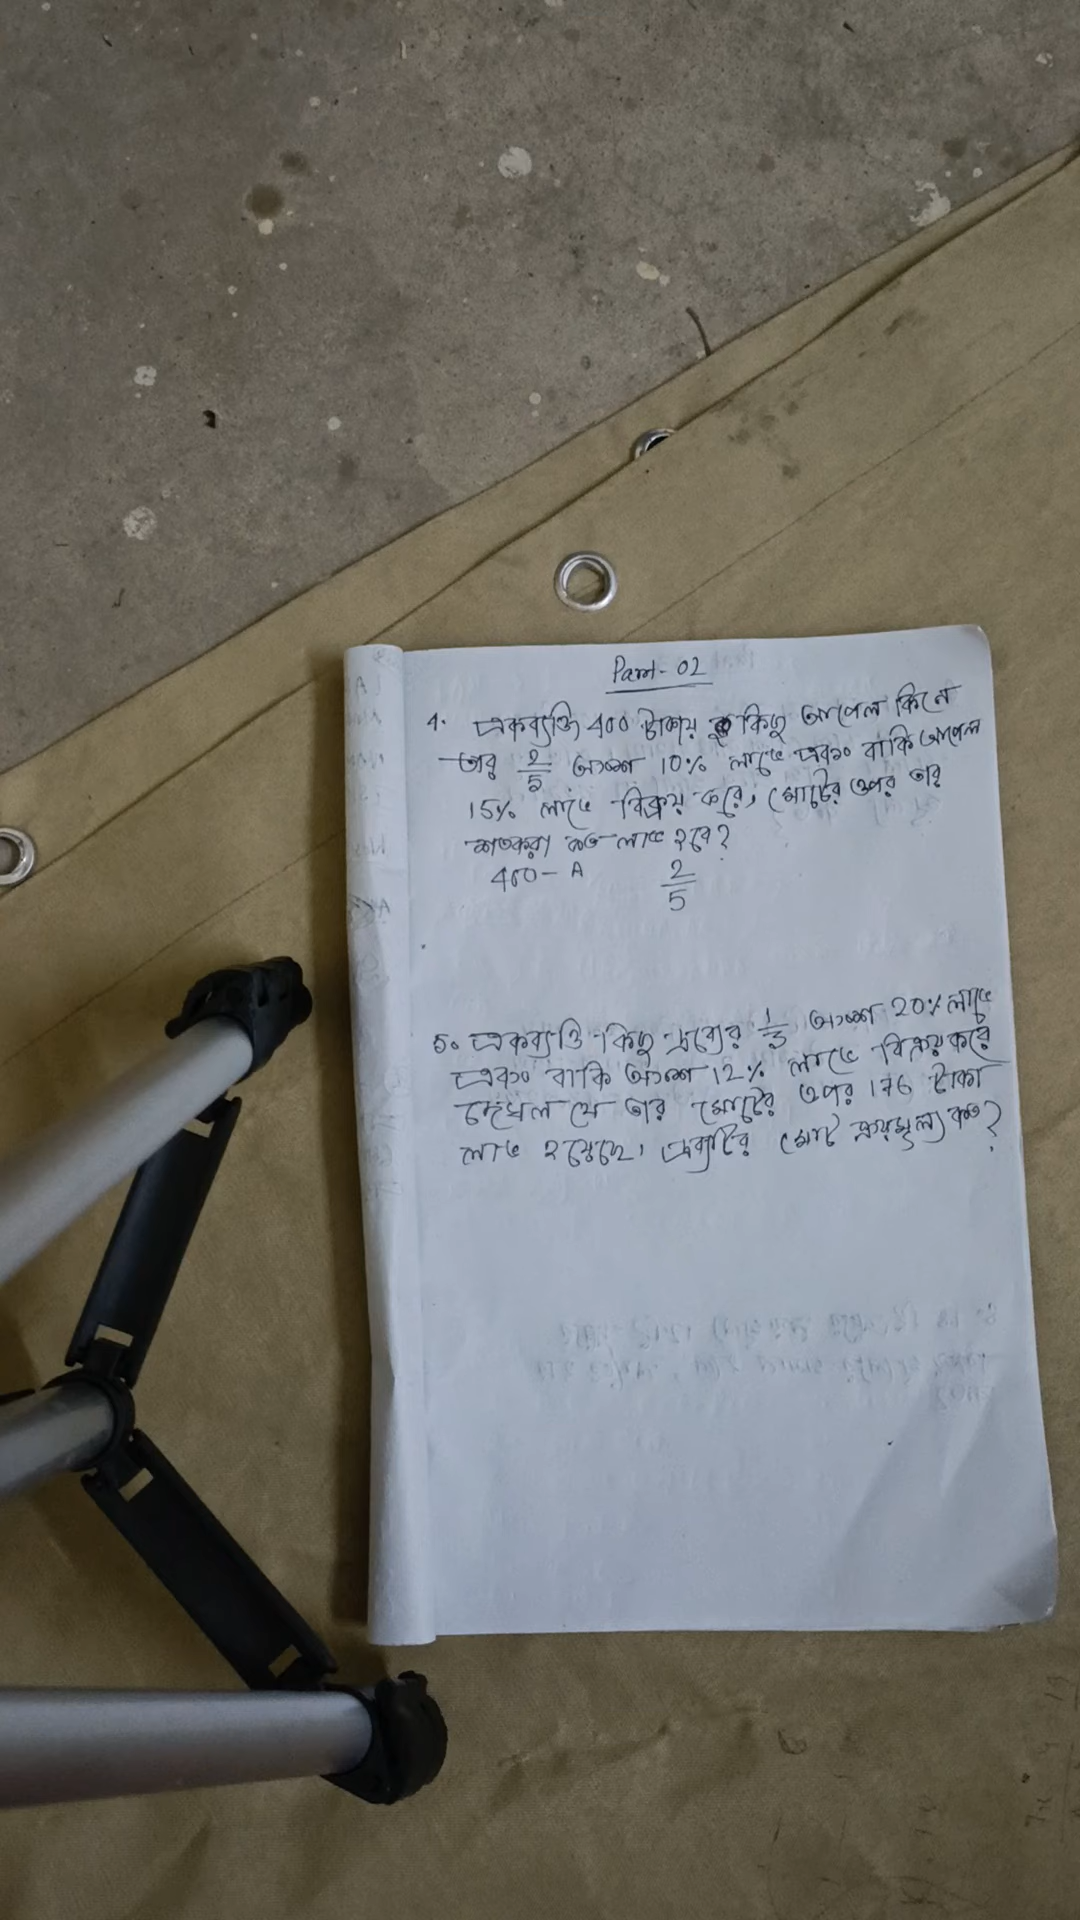 Part-02
4. একব্যক্তি 400 টাকায় কিছু আপেল কিনে
তার 2/5 অংশ 10% লাভে এবং বাকি আপেল
15% লাভে বিক্রয় করে, মোটের ওপর তার
শতকরা কত লাভ হবে?
400 - A 2/5
5. একব্যক্তি কিছু দ্রব্যের 1/3 অংশ 20% লাভে
এবং বাকি অংশ 12% লাভে বিক্রয় করে
দেখল যে তার মোটের ওপর 176 টাকা
লাভ হয়েছে। দ্রব্যটির মোট ক্রয়মূল্য কত?